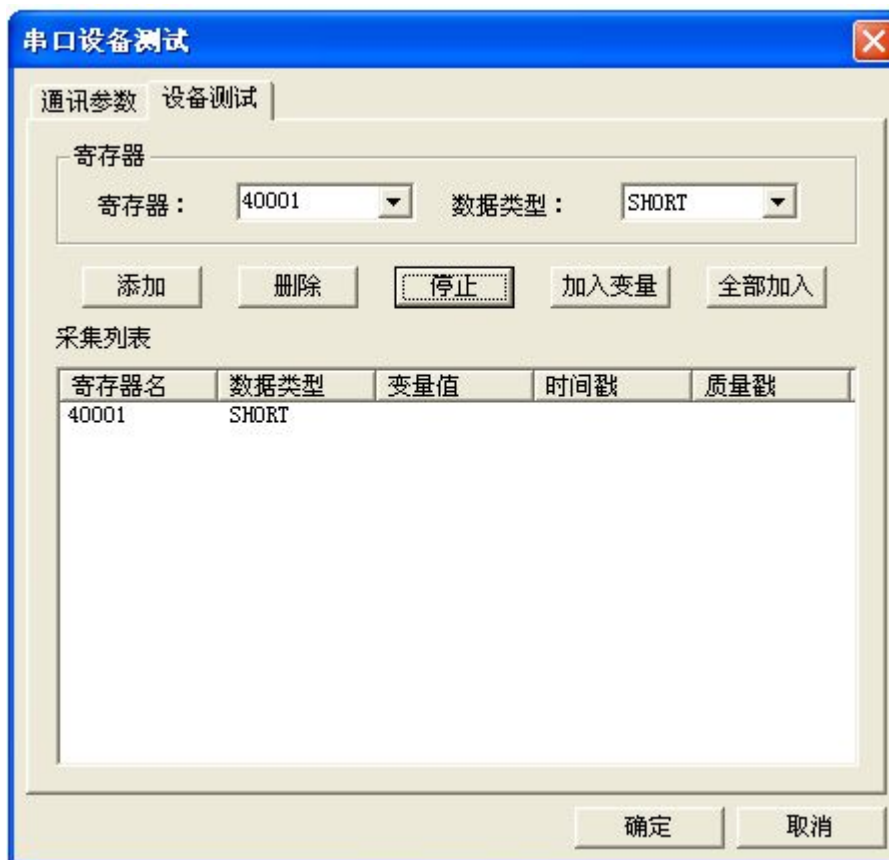 串口设备测试
通讯参数 设备测试
寄存器
寄存器： 40001 数据类型： SHORT
添加 删除 停止 加入变量 全部加入
采集列表
寄存器名 数据类型 变量值 时间戳 质量戳
40001 SHORT
确定 取消